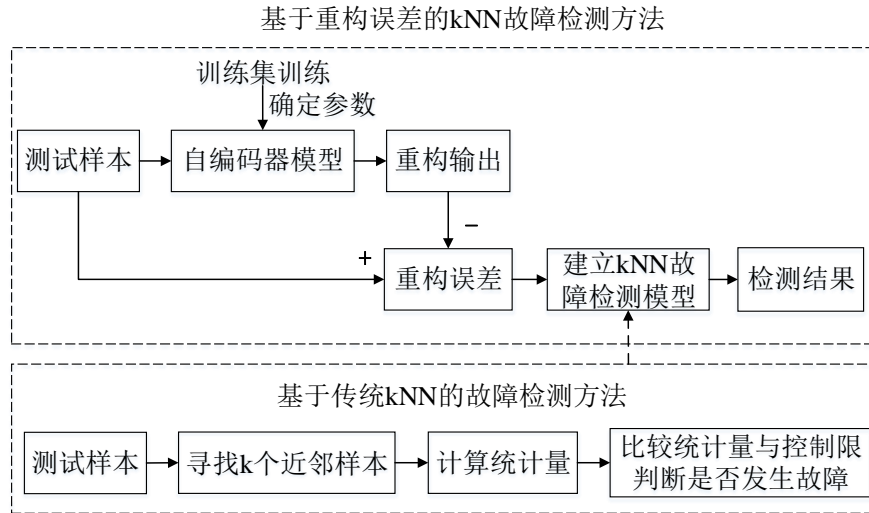 基于重构误差的kNN故障检测方法
训练集训练
确定参数
测试样本
自编码器模型
重构输出
−
+
重构误差
建立kNN故
障检测模型
检测结果
基于传统kNN的故障检测方法
测试样本
寻找k个近邻样本
计算统计量
比较统计量与控制限
判断是否发生故障